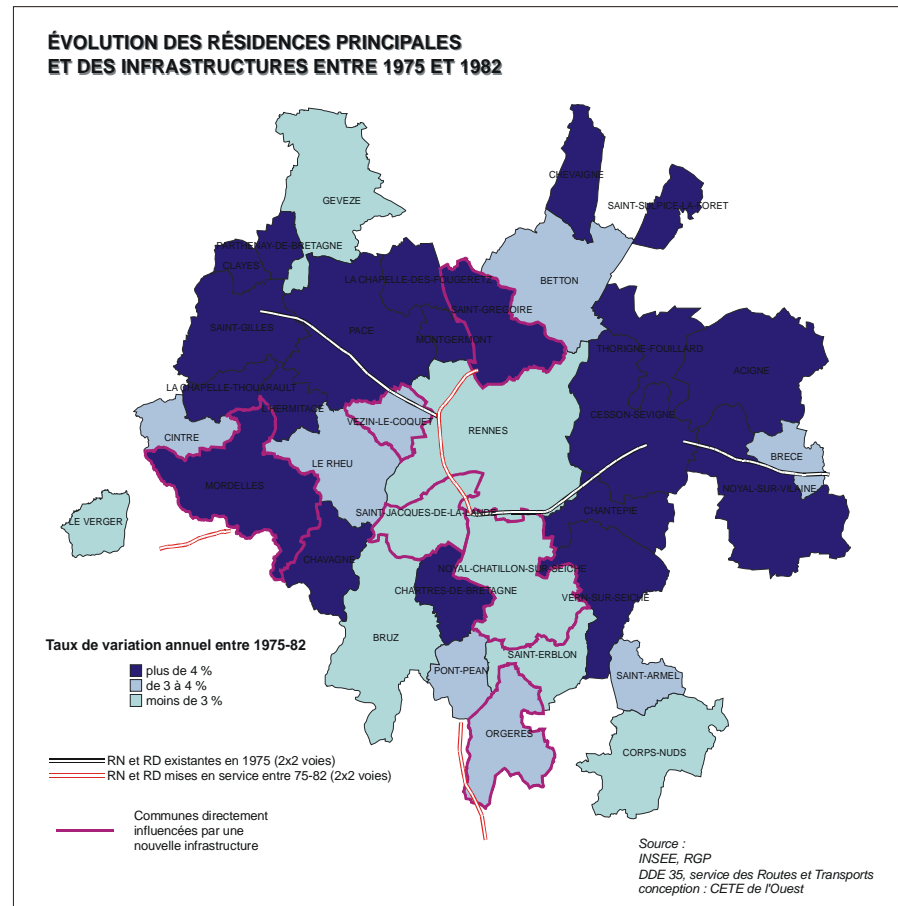 ÉVOLUTION DES RÉSIDENCES PRINCIPALES
ET DES INFRASTRUCTURES ENTRE 1975 ET 1982
CHEVAIGNE
SAINT-SULPICE-LA-FORET
GEVEZE
PARTHENAY-DE-BRETAGNE
CLAYES
LA CHAPELLE-DES-FOUGERETZ
BETTON
SAINT-GREGOIRE
SAINT-GILLES
PACE
MONTGERMONT
THORIGNE-FOUILLARD
ACIGNE
LA CHAPELLE-THOUARAULT
L'HERMITAGE
CESSON-SEVIGNE
VEZIN-LE-COQUET
RENNES
CINTRE
LE RHEU
BRECE
MORDELLES
NOYAL-SUR-VILAINE
SAINT-JACQUES-DE-LA-LANDE
CHANTEPIE
LE VERGER
CHAVAGNE
NOYAL-CHATILLON-SUR-SEICHE
CHARTRES-DE-BRETAGNE
VERN-SUR-SEICHE
BRUZ
SAINT-ERBLON
PONT-PEAN
SAINT-ARMEL
ORGERES
CORPS-NUDS
Taux de variation annuel entre 1975-82
plus de 4 %
de 3 à 4 %
moins de 3 %
RN et RD existantes en 1975 (2x2 voies)
RN et RD mises en service entre 75-82 (2x2 voies)
Communes directement
influencées par une
nouvelle infrastructure
Source :
INSEE, RGP
DDE 35, service des Routes et Transports
conception : CETE de l'Ouest